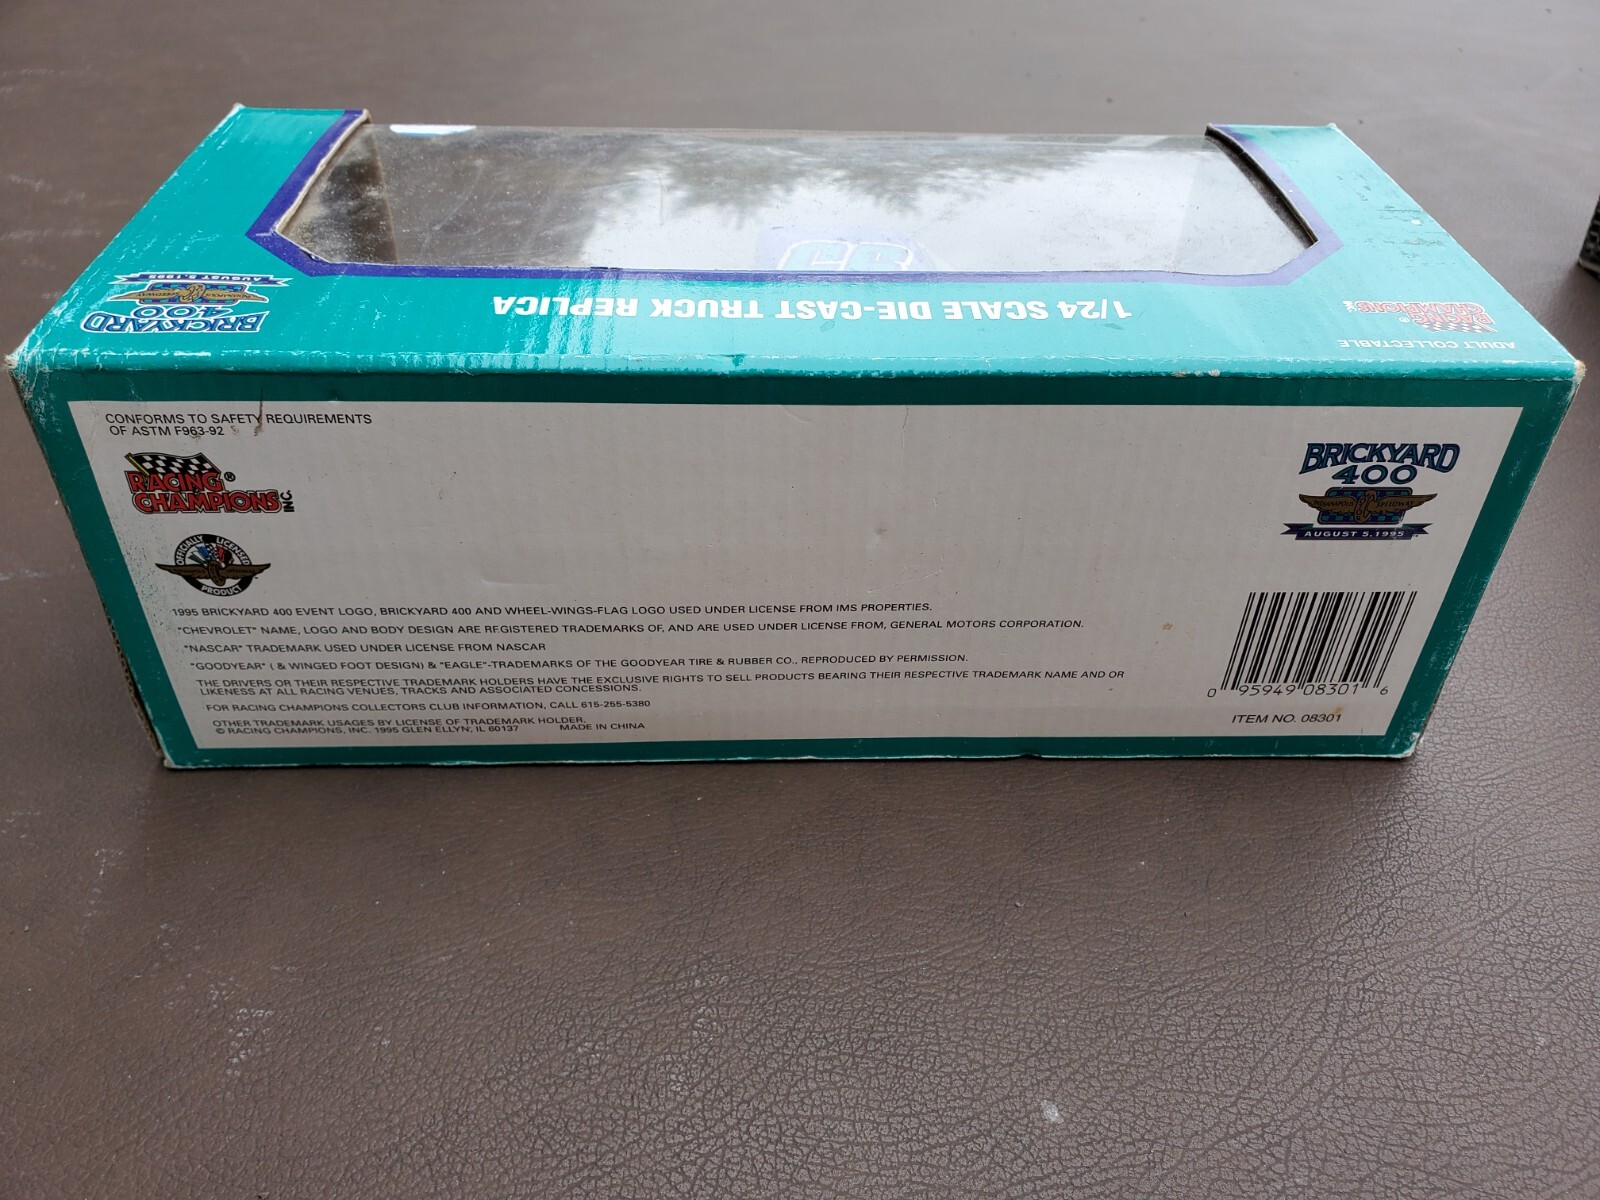 BRICKYARD
400
INDIANAPOLIS SPEEDWAY
AUGUST 5, 1995
1/24 SCALE DIE-CAST TRUCK REPLICA
RACING
CHAMPIONS®
INC.
ADULT COLLECTABLE
CONFORMS TO SAFETY REQUIREMENTS
OF ASTM F963-92
RACING®
CHAMPIONS INC.
OFFICIALLY LICENSED
PRODUCT
BRICKYARD
400
INDIANAPOLIS SPEEDWAY
AUGUST 5, 1995
1995 BRICKYARD 400 EVENT LOGO, BRICKYARD 400 AND WHEEL-WINGS-FLAG LOGO USED UNDER LICENSE FROM IMS PROPERTIES.
"CHEVROLET" NAME, LOGO AND BODY DESIGN ARE REGISTERED TRADEMARKS OF, AND ARE USED UNDER LICENSE FROM, GENERAL MOTORS CORPORATION.
"NASCAR" TRADEMARK USED UNDER LICENSE FROM NASCAR
"GOODYEAR" ( & WINGED FOOT DESIGN) & "EAGLE"-TRADEMARKS OF THE GOODYEAR TIRE & RUBBER CO., REPRODUCED BY PERMISSION.
THE DRIVERS OR THEIR RESPECTIVE TRADEMARK HOLDERS HAVE THE EXCLUSIVE RIGHTS TO SELL PRODUCTS BEARING THEIR RESPECTIVE TRADEMARK NAME AND OR
LIKENESS AT ALL RACING VENUES, TRACKS AND ASSOCIATED CONCESSIONS.
FOR RACING CHAMPIONS COLLECTORS CLUB INFORMATION, CALL 615-255-5380
OTHER TRADEMARK USAGES BY LICENSE OF TRADEMARK HOLDER.
© RACING CHAMPIONS, INC. 1995 GLEN ELLYN, IL 60137 MADE IN CHINA
0 95949 08301 6
ITEM NO. 08301